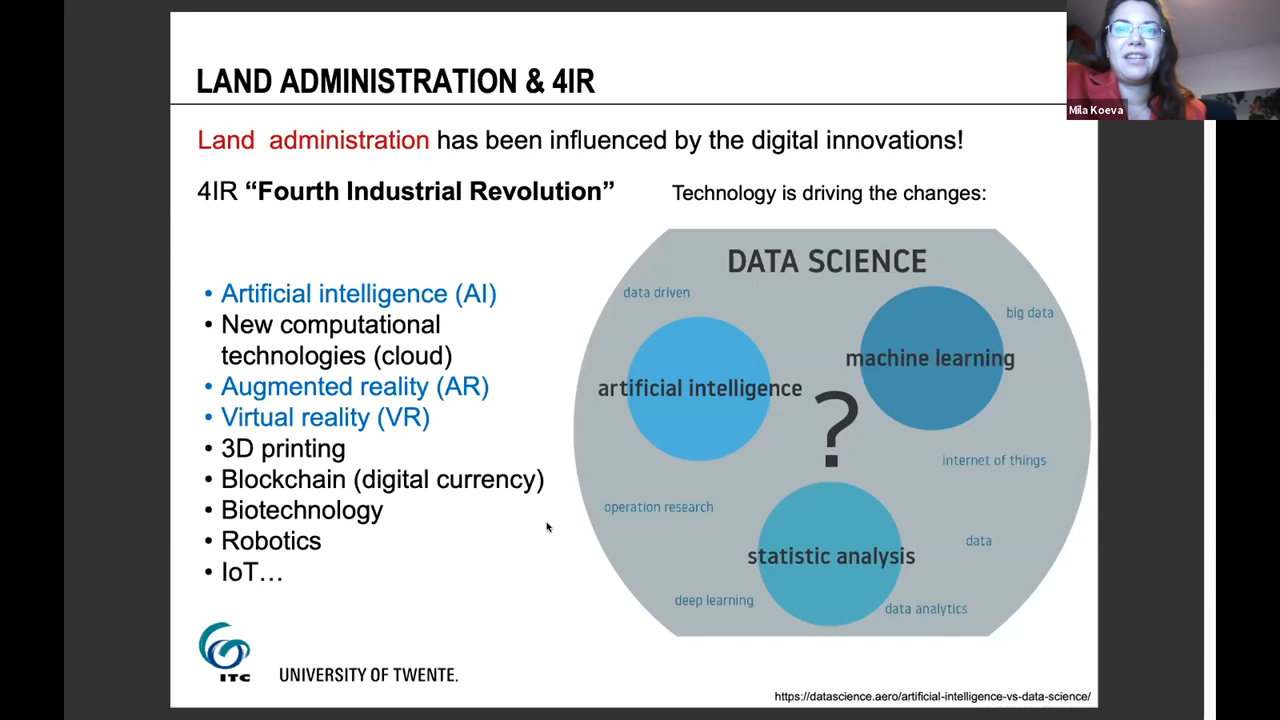 LAND ADMINISTRATION & 4IR
Mila Koeva
Land  administration has been influenced by the digital innovations!
4IR “Fourth Industrial Revolution”
Technology is driving the changes:
• Artificial intelligence (AI)
• New computational
technologies (cloud)
• Augmented reality (AR)
• Virtual reality (VR)
• 3D printing
• Blockchain (digital currency)
• Biotechnology
• Robotics
• IoT…
DATA SCIENCE
data driven
big data
machine learning
artificial intelligence
?
internet of things
operation research
data
statistic analysis
deep learning
data analytics
ITC
UNIVERSITY OF TWENTE.
https://datascience.aero/artificial-intelligence-vs-data-science/